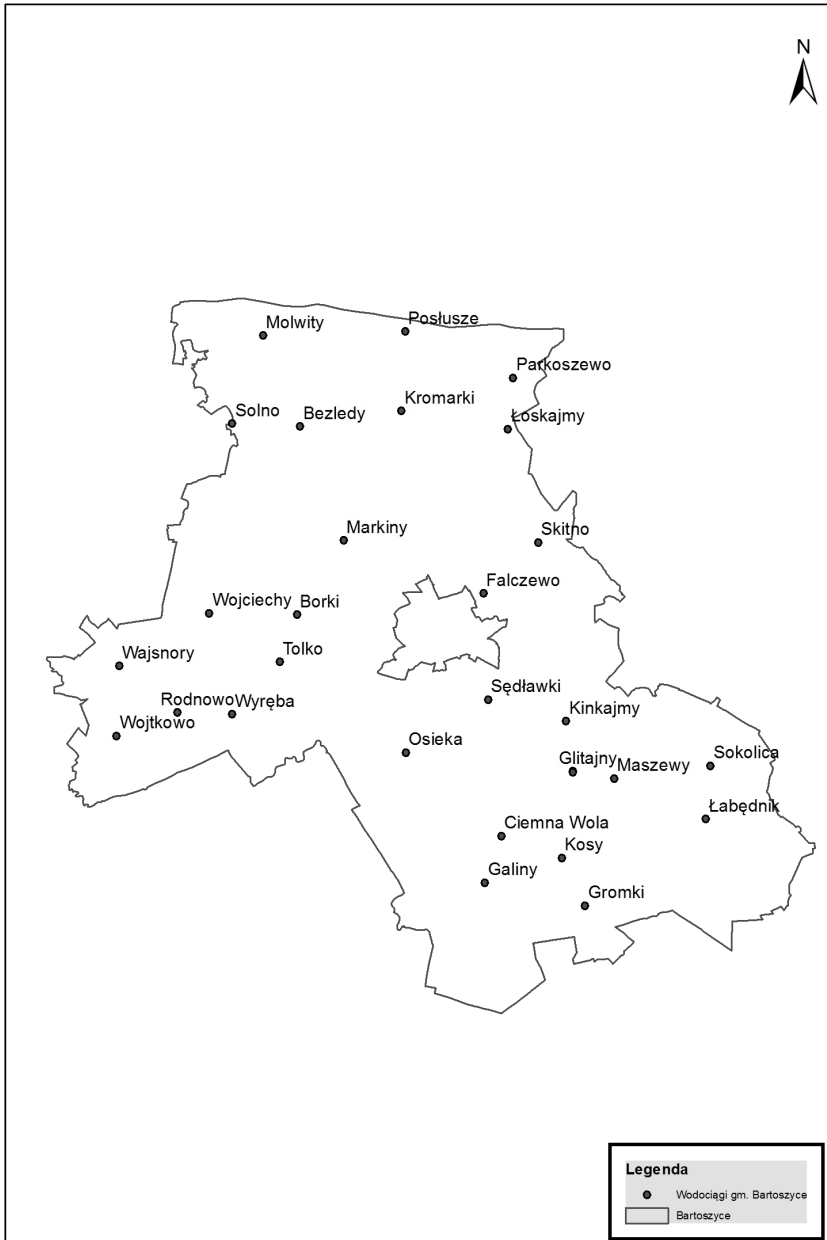 N
Molwity
Posłusze
Parkoszewo
Kromarki
Solno
Bezledy
Łoskajmy
Markiny
Skitno
Falczewo
Wojciechy
Borki
Wajsnory
Tolko
Sędławki
Rodnowo
Wyręba
Kinkajmy
Wojtkowo
Osieka
Glitajny
Maszewy
Sokolica
Łabędnik
Ciemna Wola
Kosy
Galiny
Gromki
Legenda
Wodociągi gm. Bartoszyce
Bartoszyce